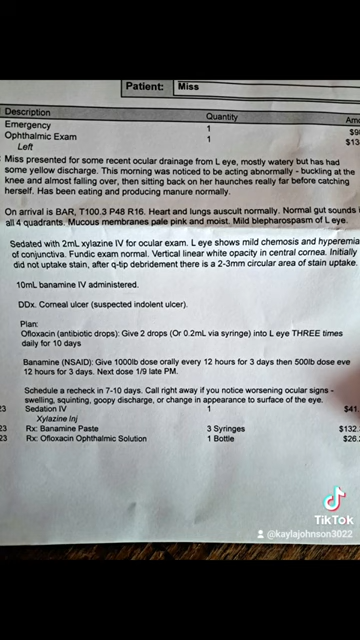 Patient: Miss
Description Quantity Amo
Emergency 1 $9
Ophthalmic Exam 1 $13
Left
Miss presented for some recent ocular drainage from L eye, mostly watery but has had
some yellow discharge. This morning was noticed to be acting abnormally - buckling at the
knee and almost falling over, then sitting back on her haunches really far before catching
herself. Has been eating and producing manure normally.
On arrival is BAR, T100.3 P48 R16. Heart and lungs auscult normally. Normal gut sounds i
all 4 quadrants. Mucous membranes pale pink and moist. Mild blepharospasm of L eye.
Sedated with 2mL xylazine IV for ocular exam. L eye shows mild chemosis and hyperemia
of conjunctiva. Fundic exam normal. Vertical linear white opacity in central cornea. Initially
did not uptake stain, after q-tip debridement there is a 2-3mm circular area of stain uptake.
10mL banamine IV administered.
DDx. Corneal ulcer (suspected indolent ulcer).
Plan:
Ofloxacin (antibiotic drops): Give 2 drops (Or 0.2mL via syringe) into L eye THREE times
daily for 10 days
Banamine (NSAID): Give 1000lb dose orally every 12 hours for 3 days then 500lb dose eve
12 hours for 3 days. Next dose 1/9 late PM.
Schedule a recheck in 7-10 days. Call right away if you notice worsening ocular signs -
swelling, squinting, goopy discharge, or change in appearance to surface of the eye.
23 Sedation IV 1 $41.
Xylazine Inj
23 Rx: Banamine Paste 3 Syringes $132.
23 Rx: Ofloxacin Ophthalmic Solution 1 Bottle $26.
TikTok
@kaylajohnson3022